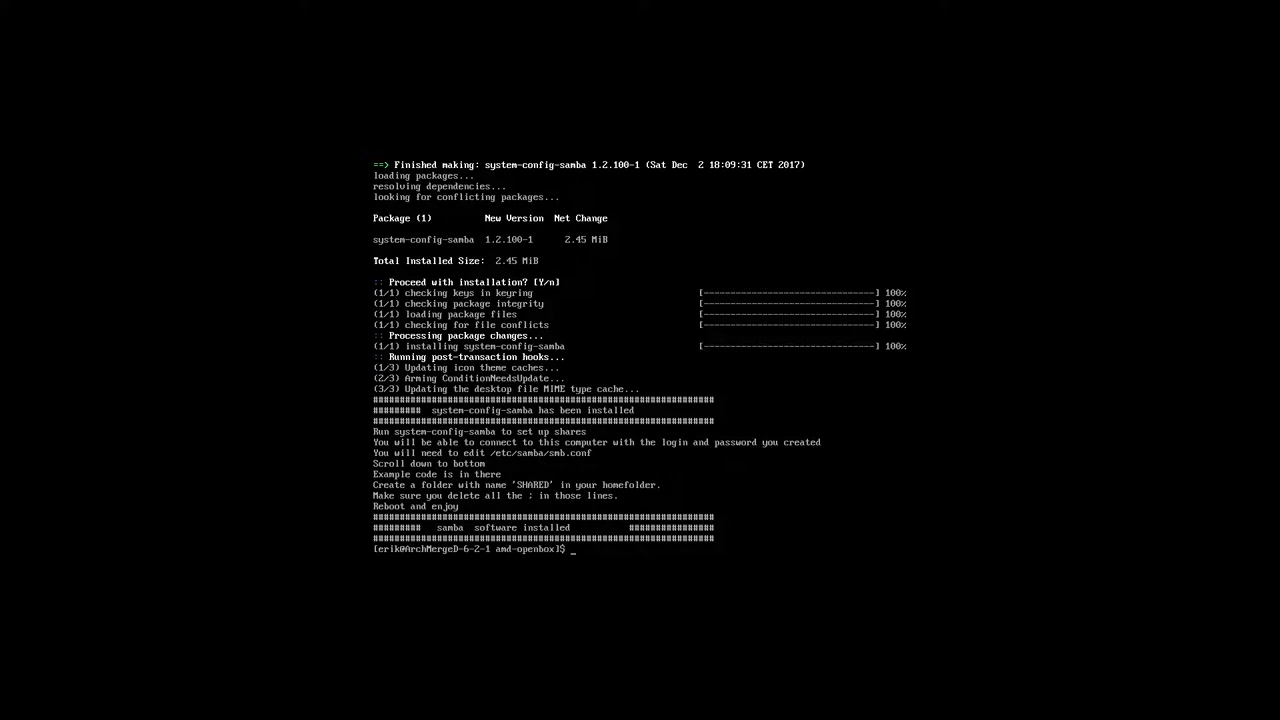 ==> Finished making: system-config-samba 1.2.100-1 (Sat Dec  2 18:09:31 CET 2017)
loading packages...
resolving dependencies...
looking for conflicting packages...
Package (1)          New Version  Net Change
system-config-samba  1.2.100-1      2.45 MiB
Total Installed Size:  2.45 MiB
:: Proceed with installation? [Y/n]
(1/1) checking keys in keyring                               [--------------------------------] 100%
(1/1) checking package integrity                             [--------------------------------] 100%
(1/1) loading package files                                  [--------------------------------] 100%
(1/1) checking for file conflicts                            [--------------------------------] 100%
:: Processing package changes...
(1/1) installing system-config-samba                         [--------------------------------] 100%
:: Running post-transaction hooks...
(1/3) Updating icon theme caches...
(2/3) Arming ConditionNeedsUpdate...
(3/3) Updating the desktop file MIME type cache...
################################################################
#########  system-config-samba has been installed
################################################################
Run system-config-samba to set up shares
You will be able to connect to this computer with the login and password you created
You will need to edit /etc/samba/smb.conf
Scroll down to bottom
Example code is in there
Create a folder with name 'SHARED' in your homefolder.
Make sure you delete all the ; in those lines.
Reboot and enjoy
################################################################
#########   samba  software installed           ################
################################################################
[erik@ArchMergeD-6-2-1 amd-openbox]$ _